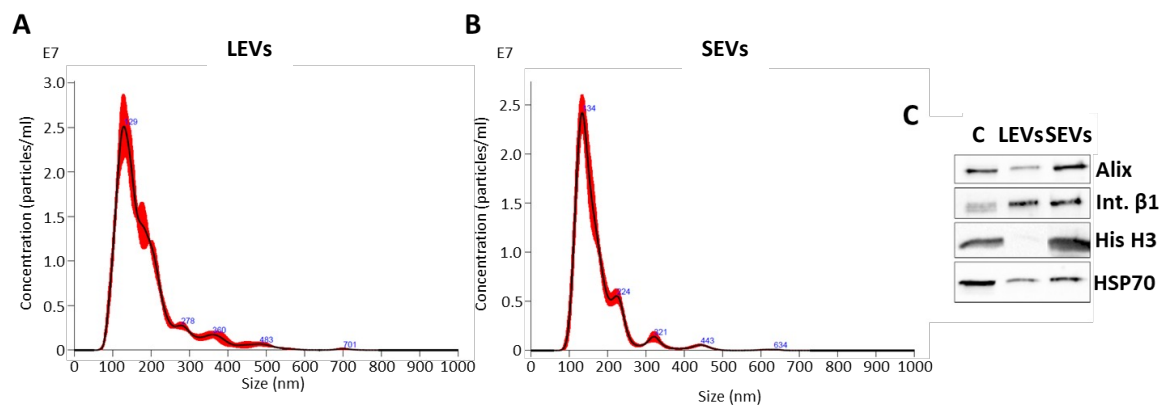 A
LEVs
E7
Concentration (particles/ml)
3.0
2.5
2.0
1.5
1.0
0.5
0
29
278
360
483
701
0 100 200 300 400 500 600 700 800 900 1000
Size (nm)
B
SEVs
E7
Concentration (particles/ml)
2.5
2.0
1.5
1.0
0.5
0
134
224
321
443
634
0 100 200 300 400 500 600 700 800 900 1000
Size (nm)
C
C LEVs SEVs
Alix
Int. β1
His H3
HSP70